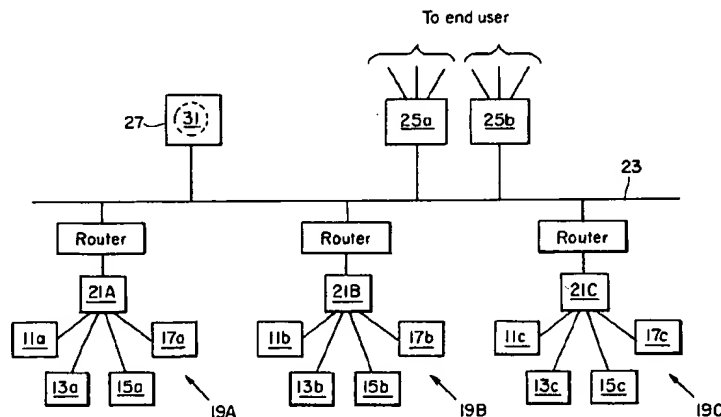 To end user
27
31
25a
25b
23
Router
Router
Router
21A
21B
21C
11a
17a
11b
17b
11c
17c
13a
15a
13b
15b
13c
15c
19A
19B
19C